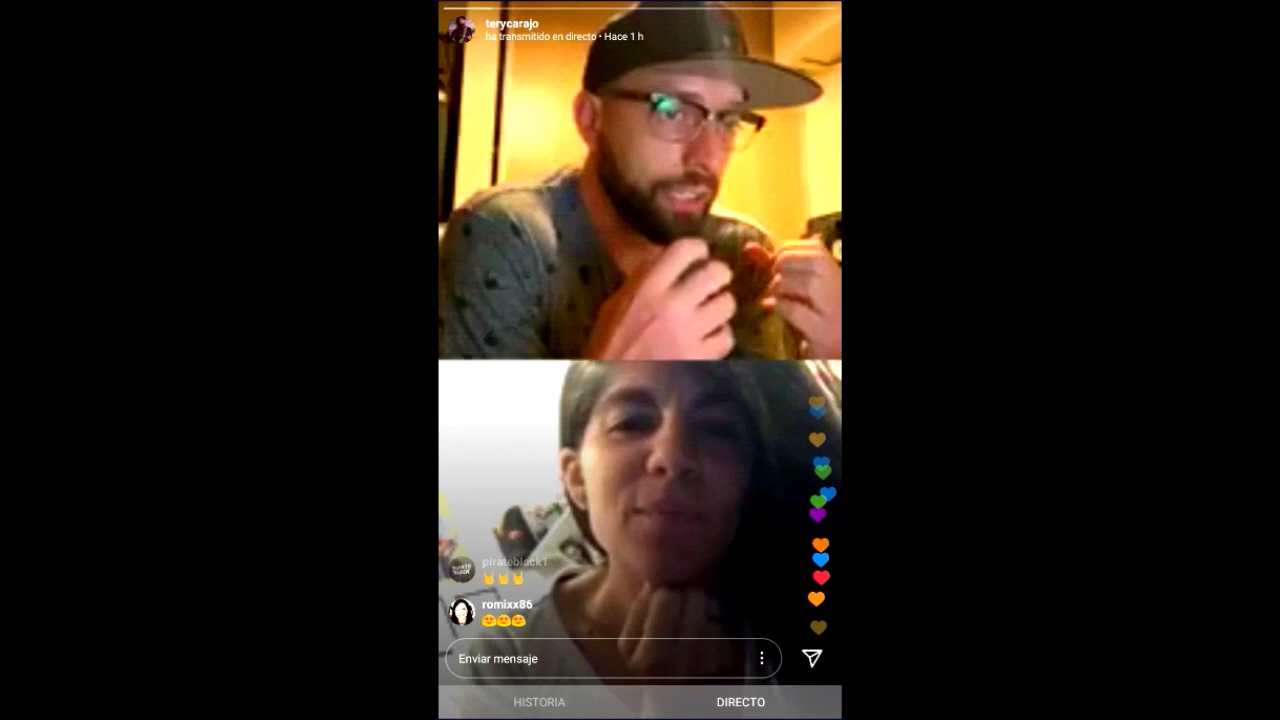 terycarajo
ha transmitido en directo • Hace 1 h
pirateblack1
romixx86
Enviar mensaje
HISTORIA
DIRECTO